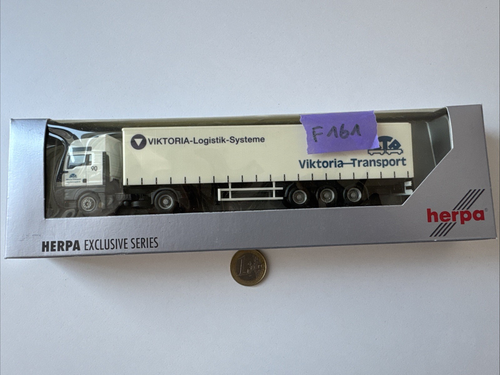 VIKTORIA-Logistik-Systeme
F161
Viktoria-Transport
herpa
HERPA EXCLUSIVE SERIES